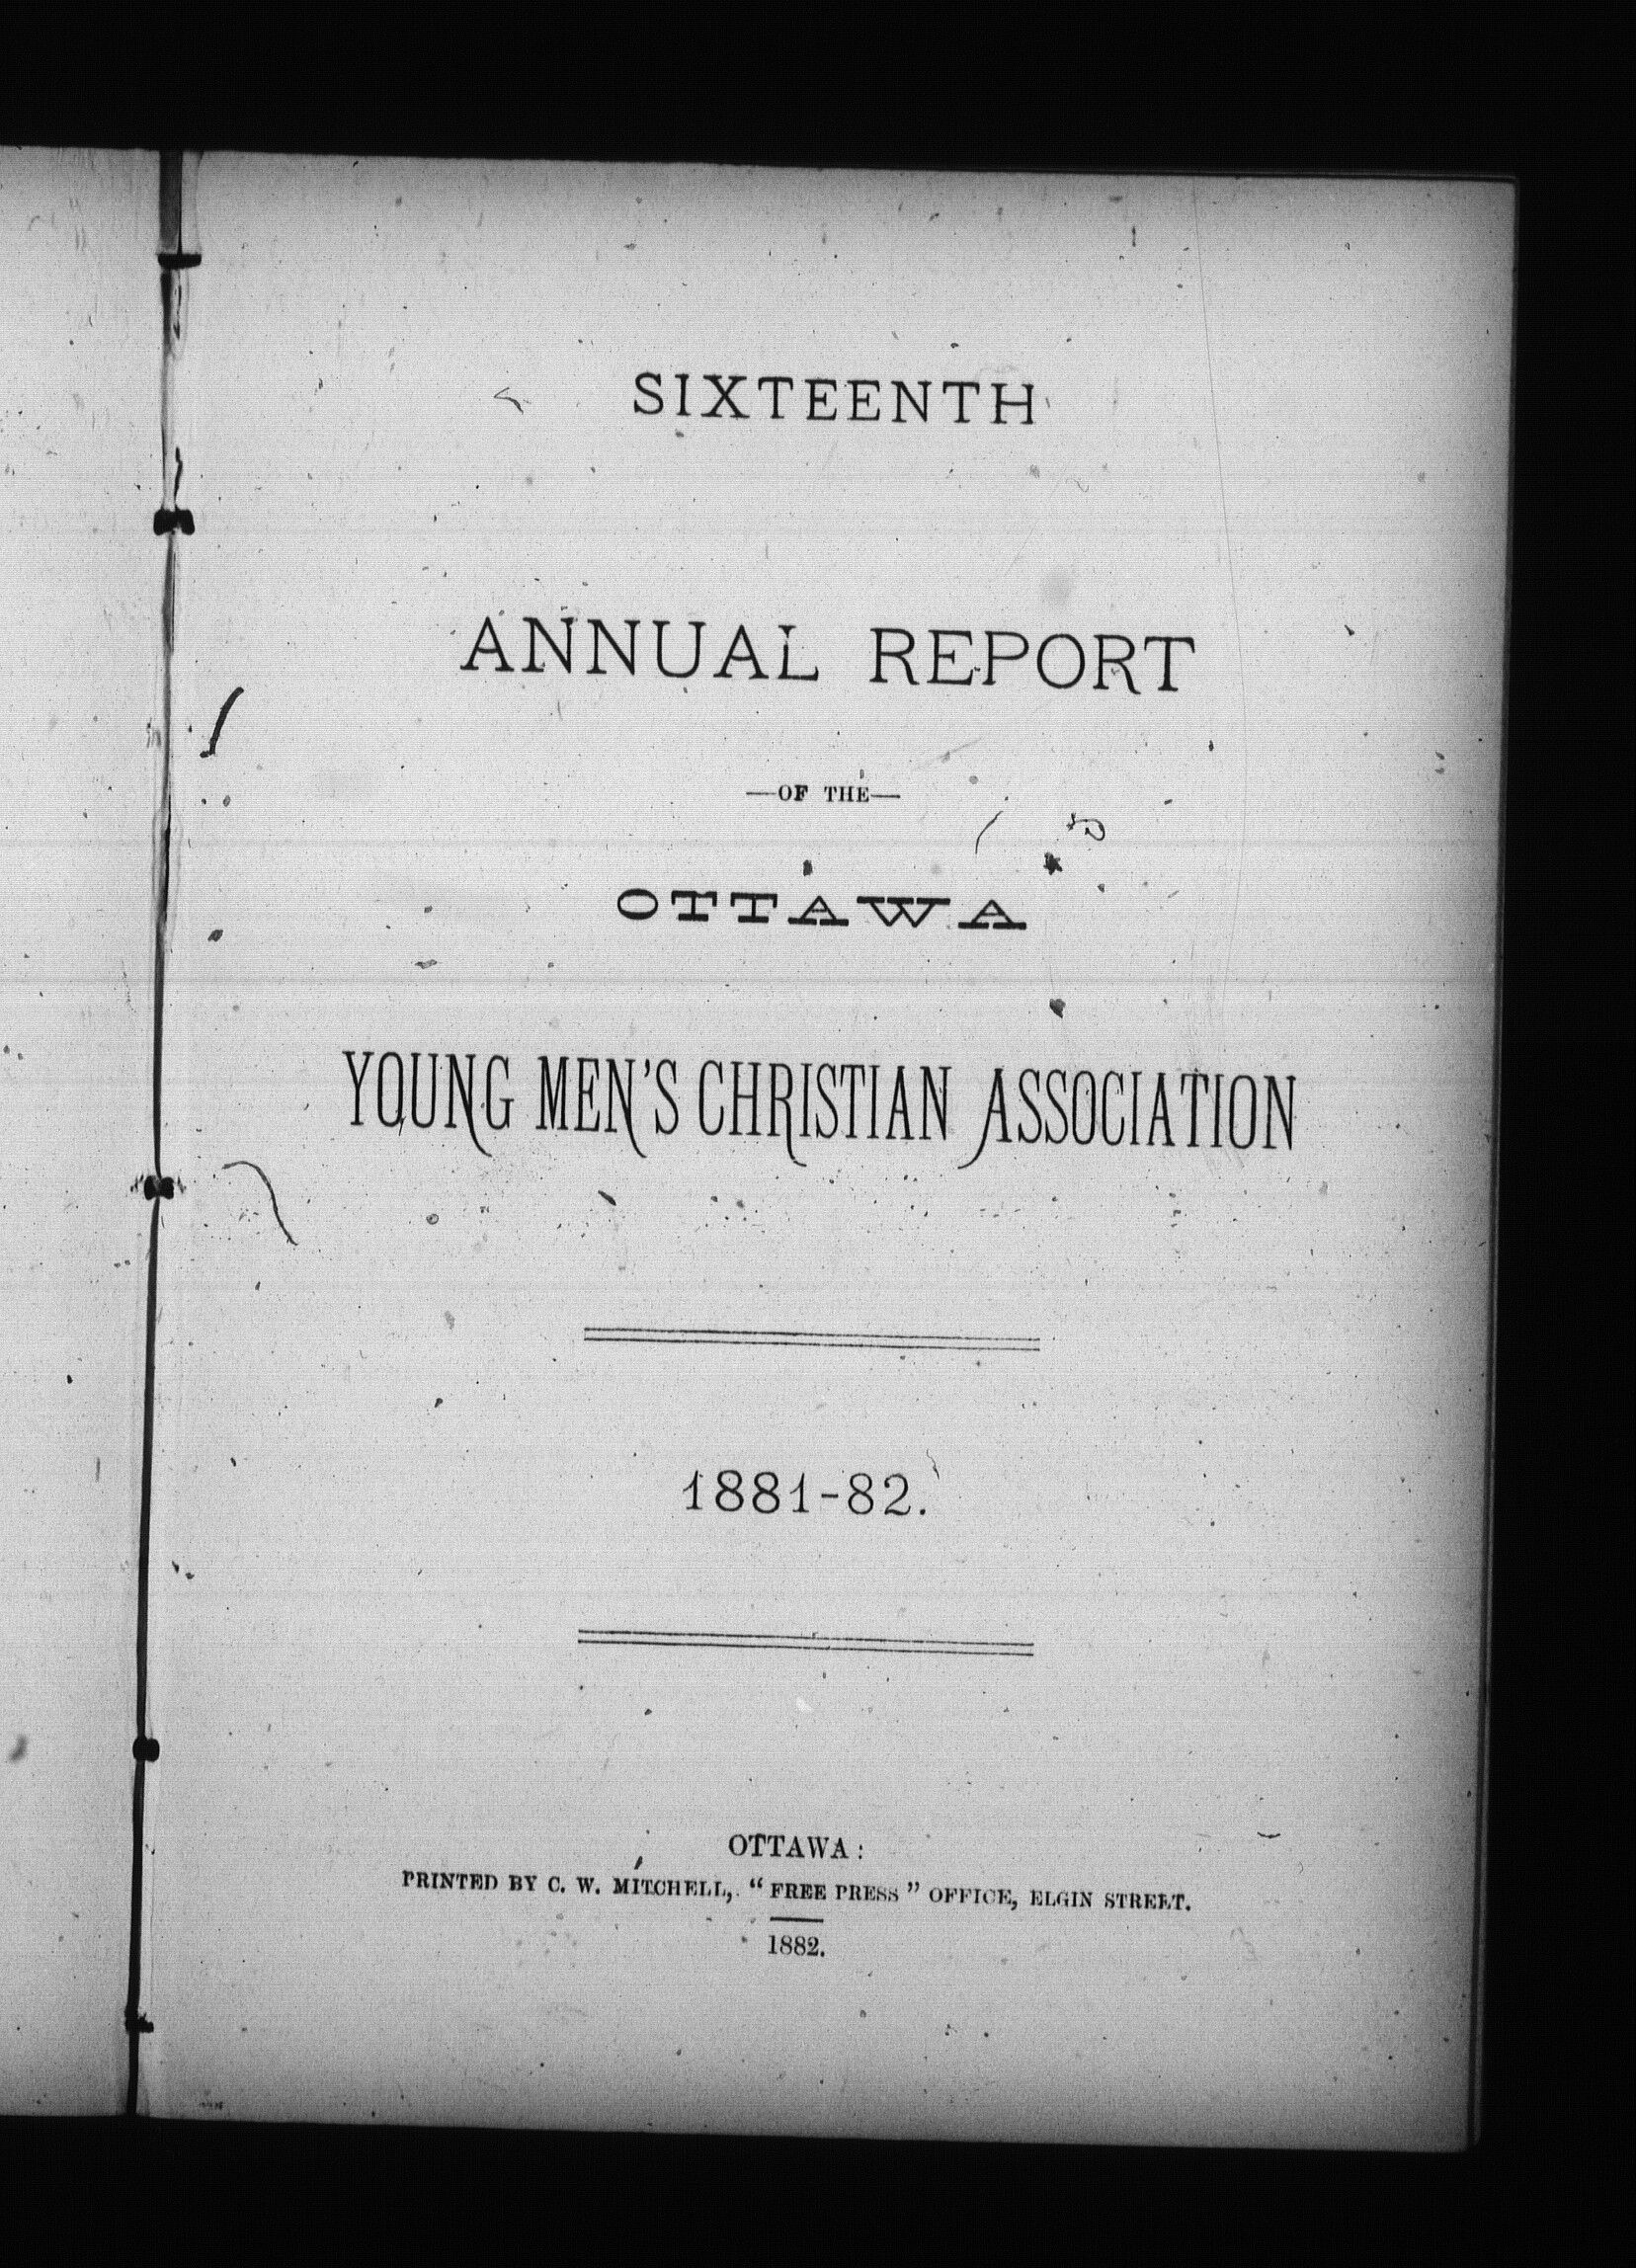 SIXTEENTH
ANNUAL REPORT
—OF THE—
OTTAWA
YOUNG MEN'S CHRISTIAN ASSOCIATION
1881-82.
OTTAWA:
PRINTED BY C. W. MITCHELL, "FREE PRESS" OFFICE, ELGIN STREET.
1882.